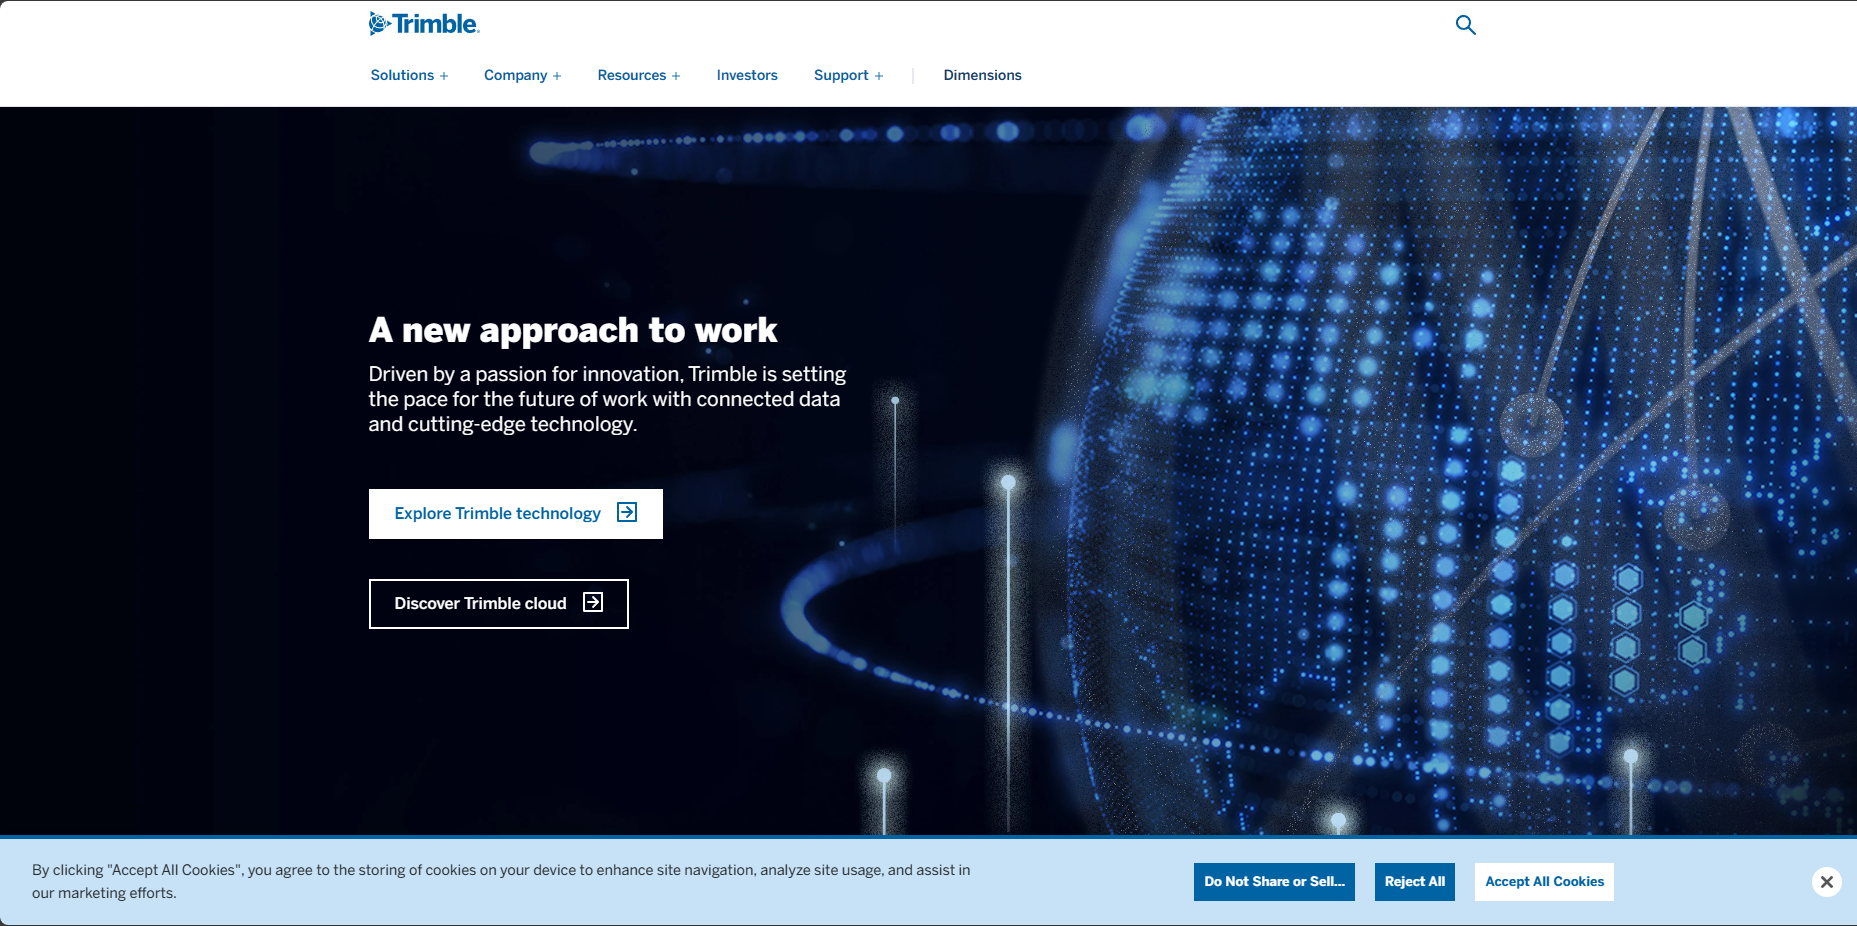 Trimble
Solutions +
Company +
Resources +
Investors
Support +
Dimensions
A new approach to work
Driven by a passion for innovation, Trimble is setting
the pace for the future of work with connected data
and cutting-edge technology.
Explore Trimble technology
Discover Trimble cloud
By clicking "Accept All Cookies", you agree to the storing of cookies on your device to enhance site navigation, analyze site usage, and assist in
our marketing efforts.
Do Not Share or Sell...
Reject All
Accept All Cookies